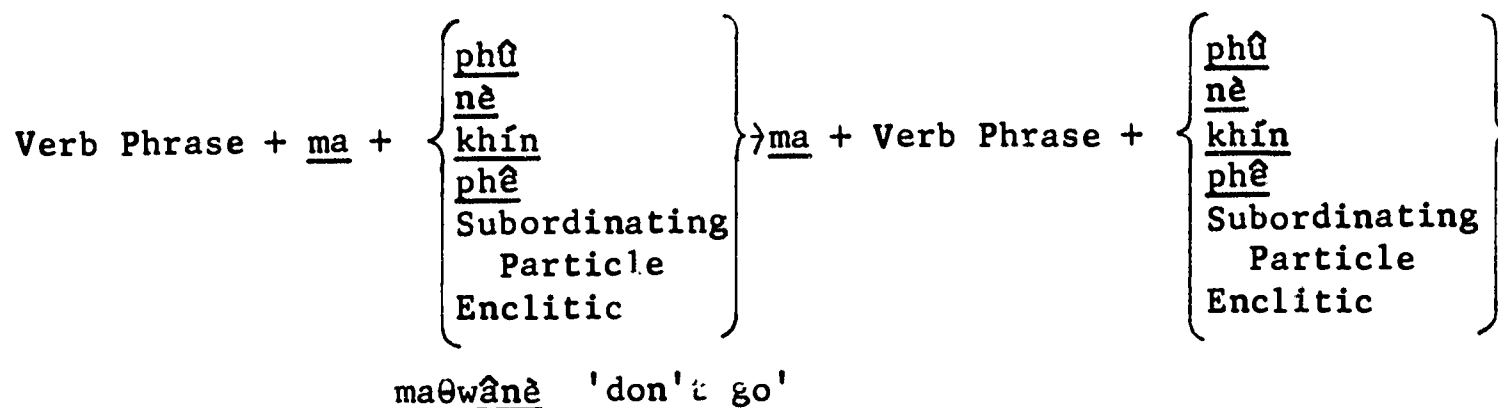 phû phû
nè nè
Verb Phrase + ma + khín → ma + Verb Phrase + khín
phê phê
Subordinating Subordinating
Particle Particle
Enclitic Enclitic
maθwânè 'don't go'